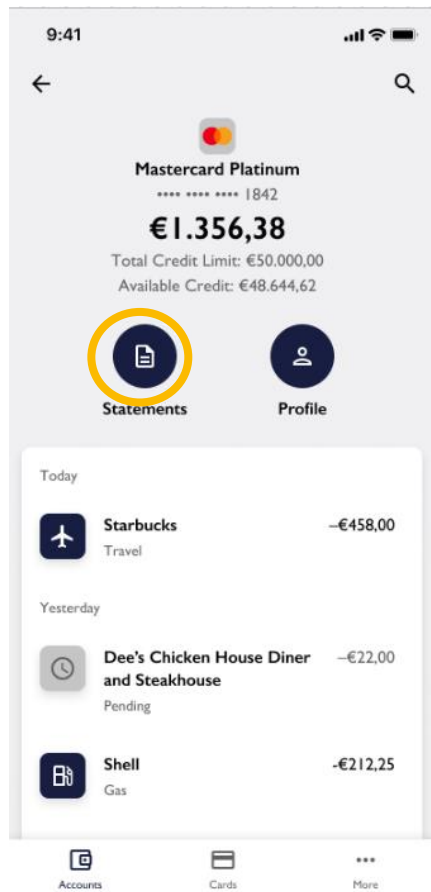 9:41
Mastercard Platinum
•••• •••• •••• 1842
€1.356,38
Total Credit Limit: €50.000,00
Available Credit: €48.644,62
Statements Profile
Today
Starbucks –€458,00
Travel
Yesterday
Dee's Chicken House Diner –€22,00
and Steakhouse
Pending
Shell -€212,25
Gas
Accounts Cards More